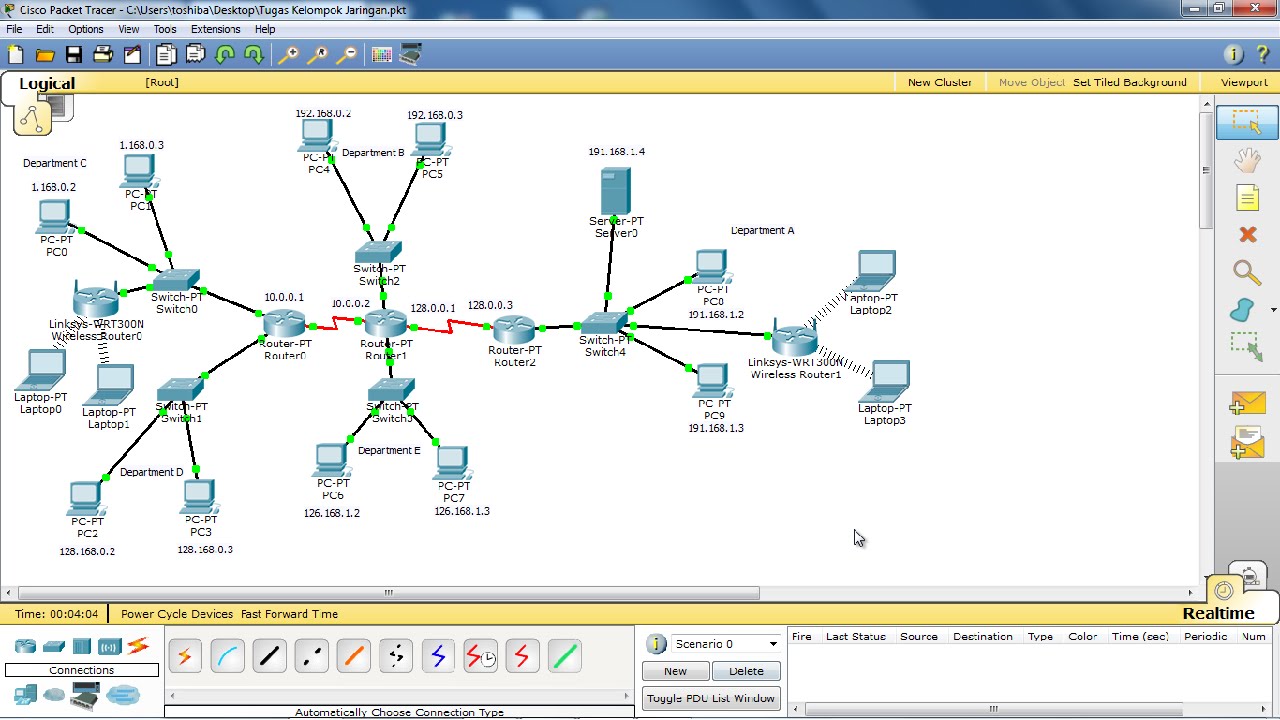 Cisco Packet Tracer - C:\Users\toshiba\Desktop\Tugas Kelompok Jaringan.pkt
File Edit Options View Tools Extensions Help
Logical
[Root]
New Cluster
Move Object
Set Tiled Background
Viewport
Department C
1.168.0.3
PC-PT
PC1
1.168.0.2
PC-PT
PC0
192.168.0.2
PC-PT
PC4
Department B
192.168.0.3
PC-PT
PC5
Switch-PT
Switch2
Switch-PT
Switch0
Linksys-WRT300N
Wireless Router0
Laptop-PT
Laptop0
Laptop-PT
Laptop1
10.0.0.1
Router-PT
Router0
10.0.0.2
Router-PT
Router1
128.0.0.1
128.0.0.3
Router-PT
Router2
191.168.1.4
Server-PT
Server0
Department A
PC-PT
PC8
191.168.1.2
Switch-PT
Switch4
PC-PT
PC9
191.168.1.3
Linksys-WRT300N
Wireless Router1
Laptop-PT
Laptop2
Laptop-PT
Laptop3
Switch-PT
Switch1
Department D
PC-PT
PC2
128.168.0.2
PC-PT
PC3
128.168.0.3
Switch-PT
Switch3
Department E
PC-PT
PC6
126.168.1.2
PC-PT
PC7
126.168.1.3
Time: 00:04:04
Power Cycle Devices Fast Forward Time
Realtime
Connections
Automatically Choose Connection Type
Scenario 0
New
Delete
Toggle PDU List Window
Fire Last Status Source Destination Type Color Time (sec) Periodic Num